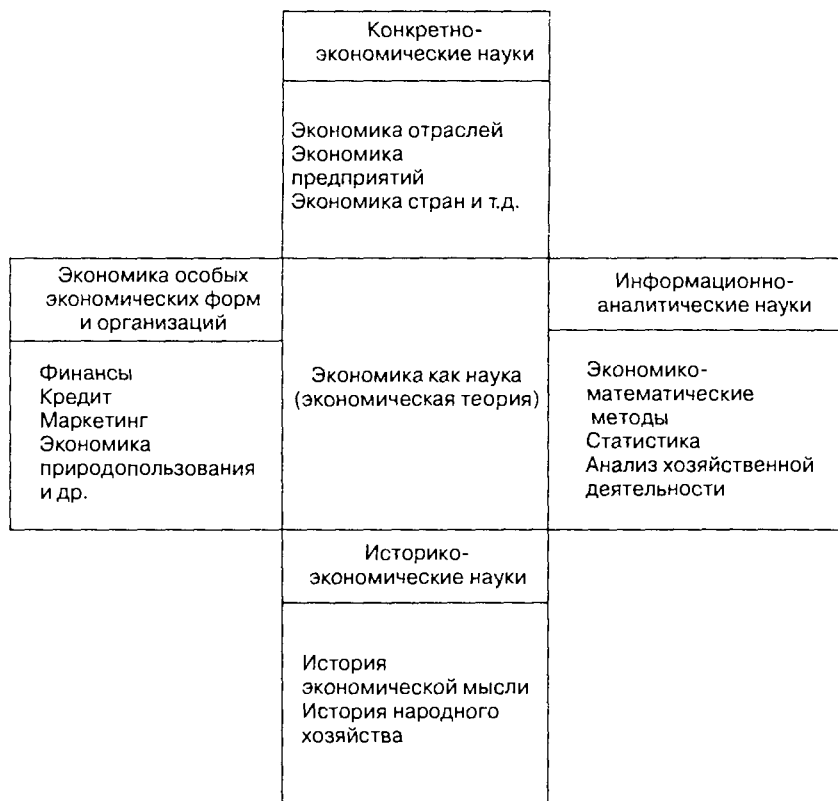 Конкретно-
экономические науки
Экономика отраслей
Экономика
предприятий
Экономика стран и т.д.
Экономика особых
экономических форм
и организаций
Финансы
Кредит
Маркетинг
Экономика
природопользования
и др.
Экономика как наука
(экономическая теория)
Информационно-
аналитические науки
Экономико-
математические
методы
Статистика
Анализ хозяйственной
деятельности
Историко-
экономические науки
История
экономической мысли
История народного
хозяйства